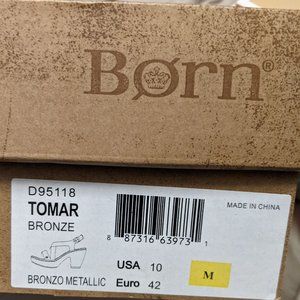 Børn®
D95118
TOMAR
BRONZE
MADE IN CHINA
8 87316 63973 1
USA 10
M
BRONZO METALLIC Euro 42